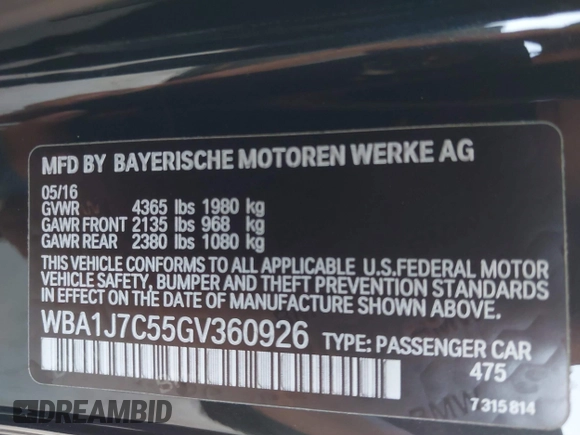 MFD BY BAYERISCHE MOTOREN WERKE AG
05/16
GVWR 4365 lbs 1980 kg
GAWR FRONT 2135 lbs 968 kg
GAWR REAR 2380 lbs 1080 kg
THIS VEHICLE CONFORMS TO ALL APPLICABLE U.S.FEDERAL MOTOR
VEHICLE SAFETY, BUMPER AND THEFT PREVENTION STANDARDS
IN EFFECT ON THE DATE OF MANUFACTURE SHOWN ABOVE.
WBA1J7C55GV360926 TYPE: PASSENGER CAR
475
7 315 814
DREAMBID